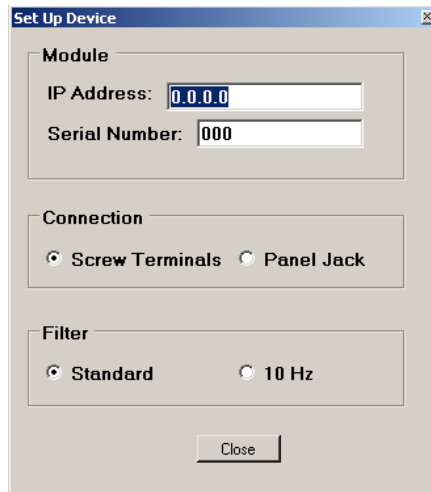 Set Up Device
Module
IP Address: 0.0.0.0
Serial Number: 000
Connection
Screw Terminals Panel Jack
Filter
Standard 10 Hz
Close